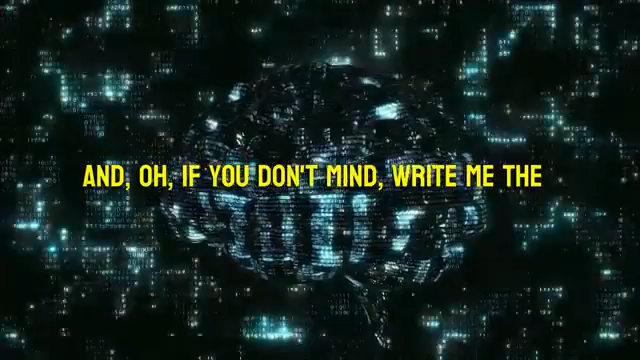 AND, OH, IF YOU DON'T MIND, WRITE ME THE